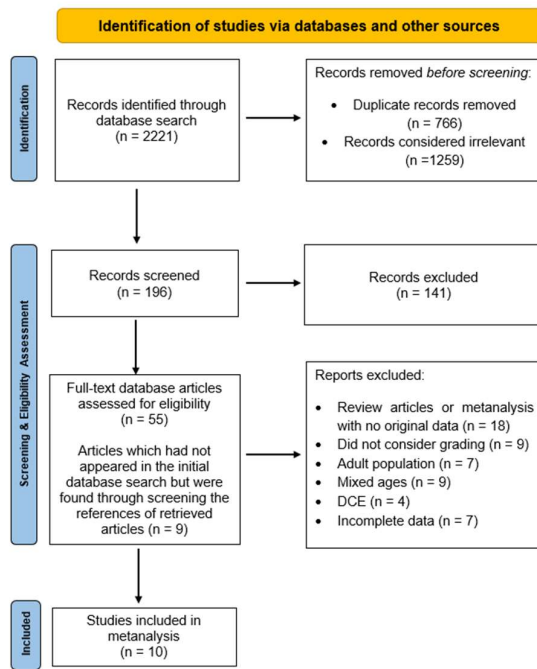 Identification of studies via databases and other sources
Identification
Records identified through
database search
(n = 2221)
Records removed before screening:
• Duplicate records removed
(n = 766)
• Records considered irrelevant
(n =1259)
Screening & Eligibility Assessment
Records screened
(n = 196)
Records excluded
(n = 141)
Full-text database articles
assessed for eligibility
(n = 55)
Articles which had not
appeared in the initial
database search but were
found through screening the
references of retrieved
articles (n = 9)
Reports excluded:
• Review articles or metanalysis
with no original data (n = 18)
• Did not consider grading (n = 9)
• Adult population (n = 7)
• Mixed ages (n = 9)
• DCE (n = 4)
• Incomplete data (n = 7)
Included
Studies included in
metanalysis
(n = 10)